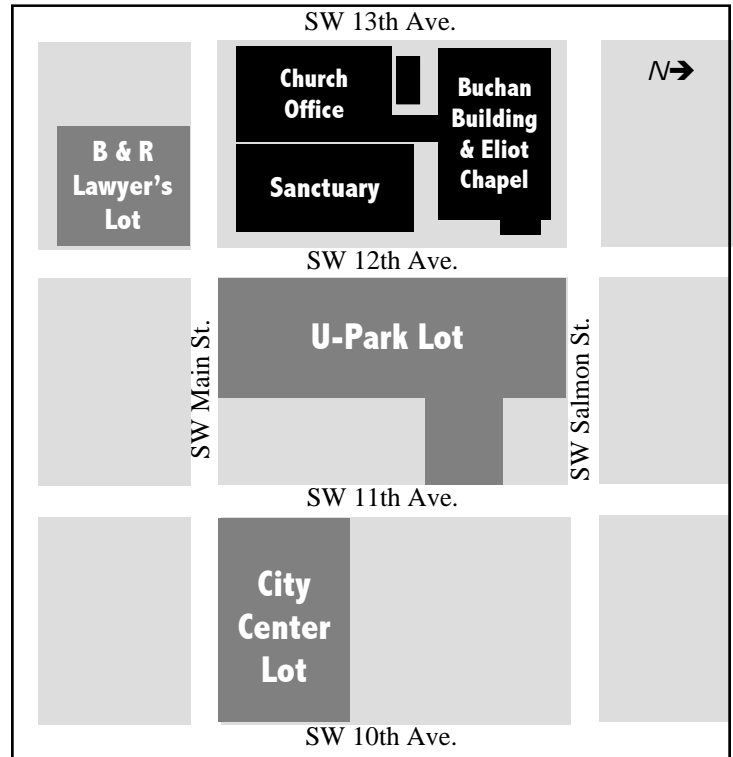 SW 13th Ave.
Church
Office
Buchan
Building
& Eliot
Chapel
N
B & R
Lawyer's
Lot
Sanctuary
SW 12th Ave.
U-Park Lot
SW Main St.
SW Salmon St.
SW 11th Ave.
City
Center
Lot
SW 10th Ave.